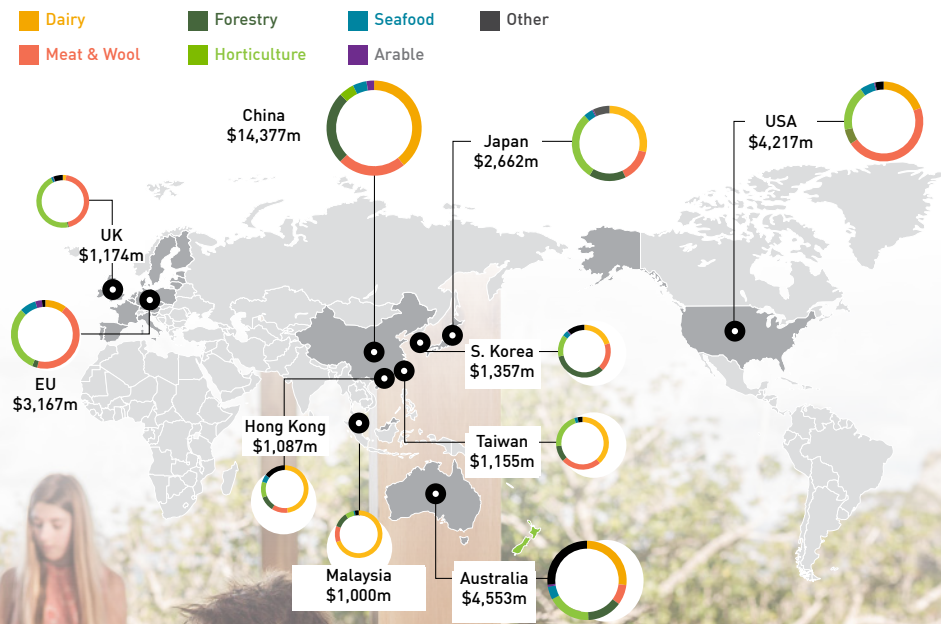 Dairy
Forestry
Seafood
Other
Meat & Wool
Horticulture
Arable
China
$14,377m
Japan
$2,662m
USA
$4,217m
UK
$1,174m
EU
$3,167m
S. Korea
$1,357m
Hong Kong
$1,087m
Taiwan
$1,155m
Malaysia
$1,000m
Australia
$4,553m